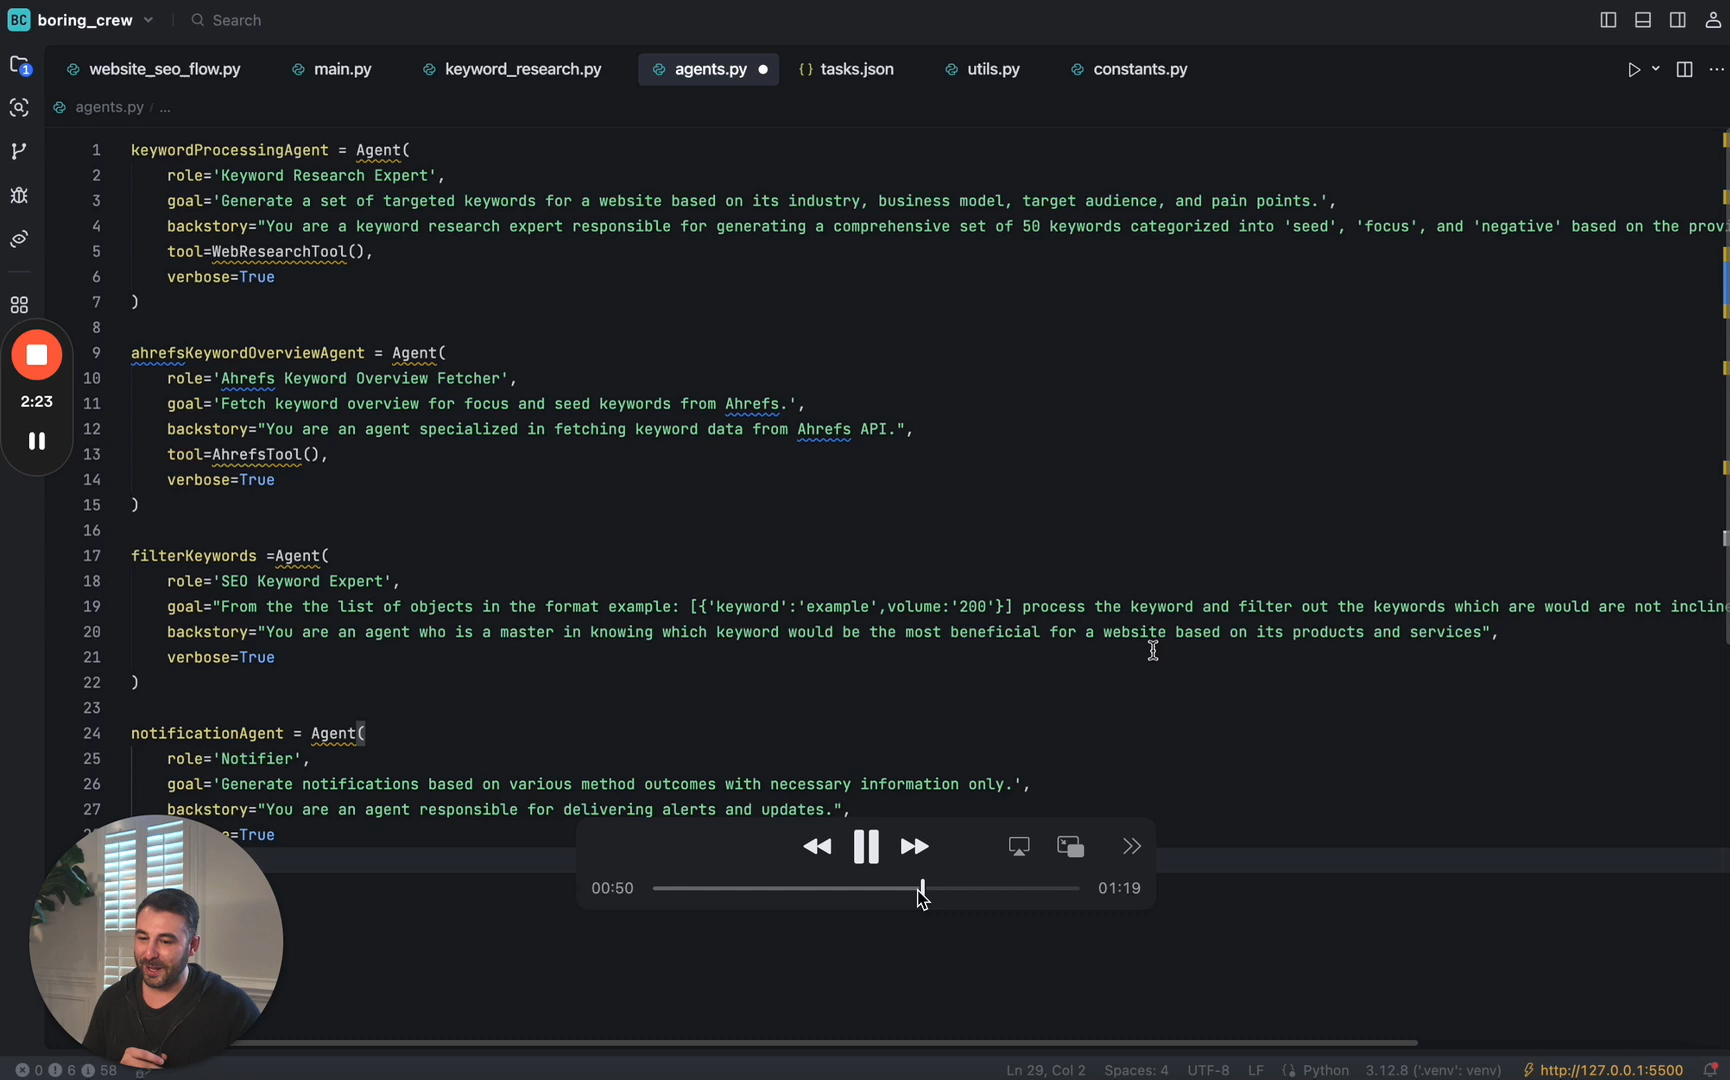 BC boring_crew Search
website_seo_flow.py main.py keyword_research.py agents.py {} tasks.json utils.py constants.py
1
agents.py / ...
1 keywordProcessingAgent = Agent(
2 role='Keyword Research Expert',
3 goal='Generate a set of targeted keywords for a website based on its industry, business model, target audience, and pain points.',
4 backstory="You are a keyword research expert responsible for generating a comprehensive set of 50 keywords categorized into 'seed', 'focus', and 'negative' based on the provi
5 tool=WebResearchTool(),
6 verbose=True
7 )
8
9 ahrefsKeywordOverviewAgent = Agent(
10 role='Ahrefs Keyword Overview Fetcher',
11 goal='Fetch keyword overview for focus and seed keywords from Ahrefs.',
12 backstory="You are an agent specialized in fetching keyword data from Ahrefs API.",
13 tool=AhrefsTool(),
14 verbose=True
15 )
16
17 filterKeywords =Agent(
18 role='SEO Keyword Expert',
19 goal="From the the list of objects in the format example: [{'keyword':'example',volume:'200'}] process the keyword and filter out the keywords which are would are not incline
20 backstory="You are an agent who is a master in knowing which keyword would be the most beneficial for a website based on its products and services",
21 verbose=True
22 )
23
24 notificationAgent = Agent(
25 role='Notifier',
26 goal='Generate notifications based on various method outcomes with necessary information only.',
27 backstory="You are an agent responsible for delivering alerts and updates.",
e=True
2:23
00:50 01:19
0 6 58 Ln 29, Col 2 Spaces: 4 UTF-8 LF Python 3.12.8 ('.venv': venv) http://127.0.0.1:5500